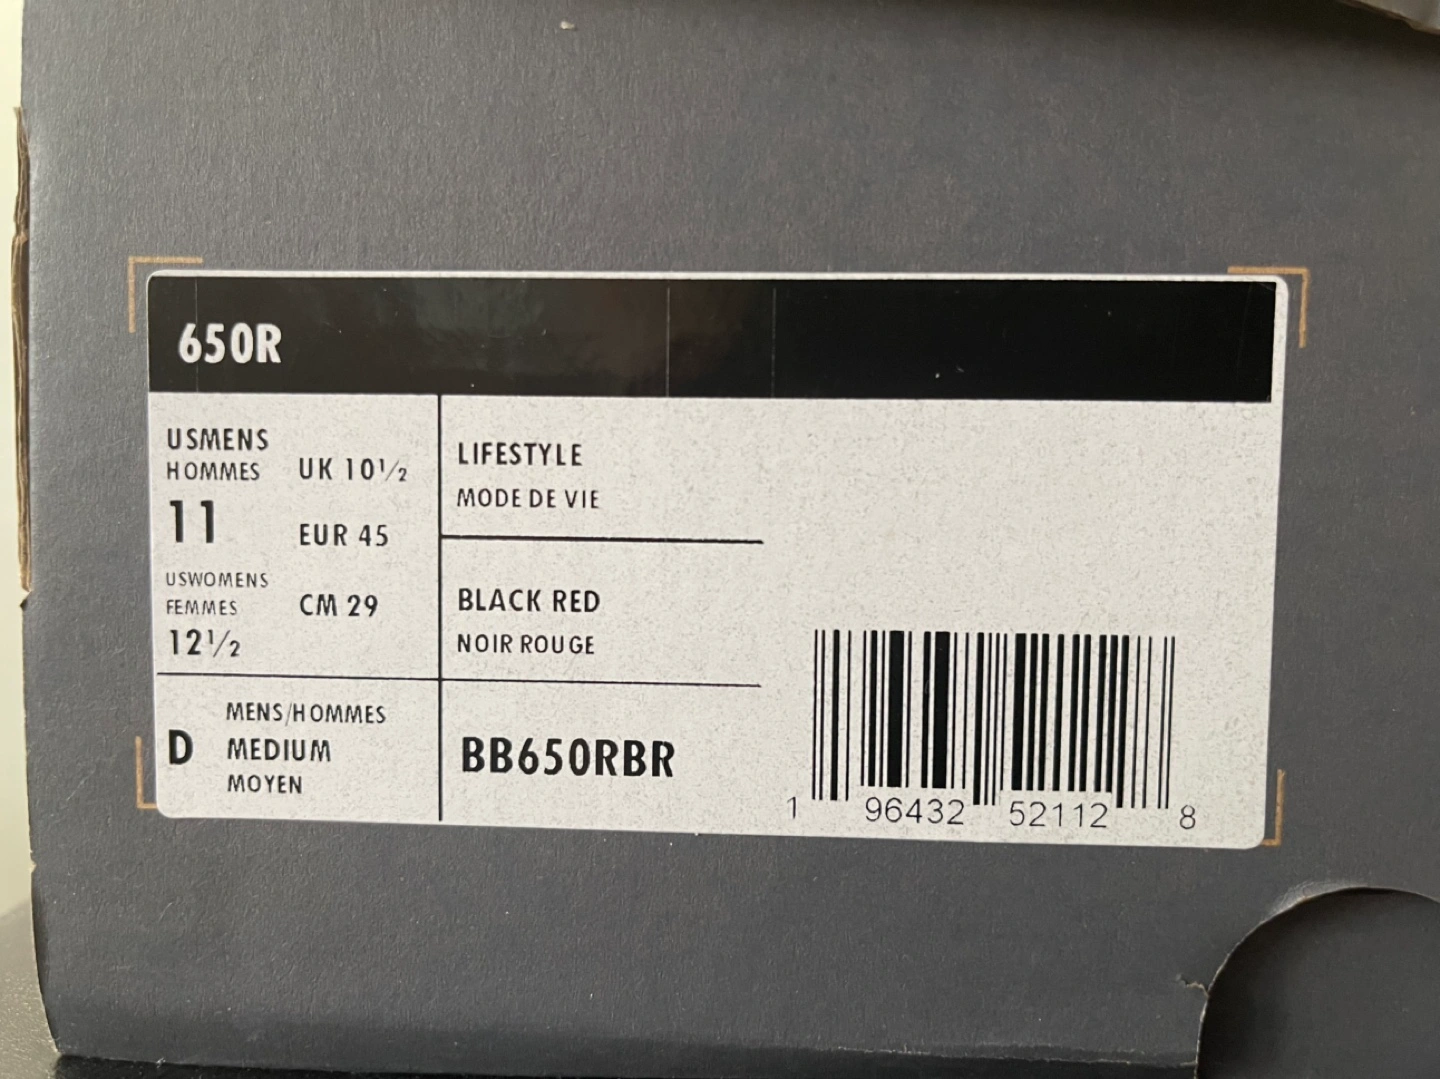 650R
USMENS
HOMMES
11
USWOMENS
FEMMES
12½
UK 10½
EUR 45
CM 29
LIFESTYLE
MODE DE VIE
BLACK RED
NOIR ROUGE
D
MENS/HOMMES
MEDIUM
MOYEN
BB650RBR
1 96432 52112 8